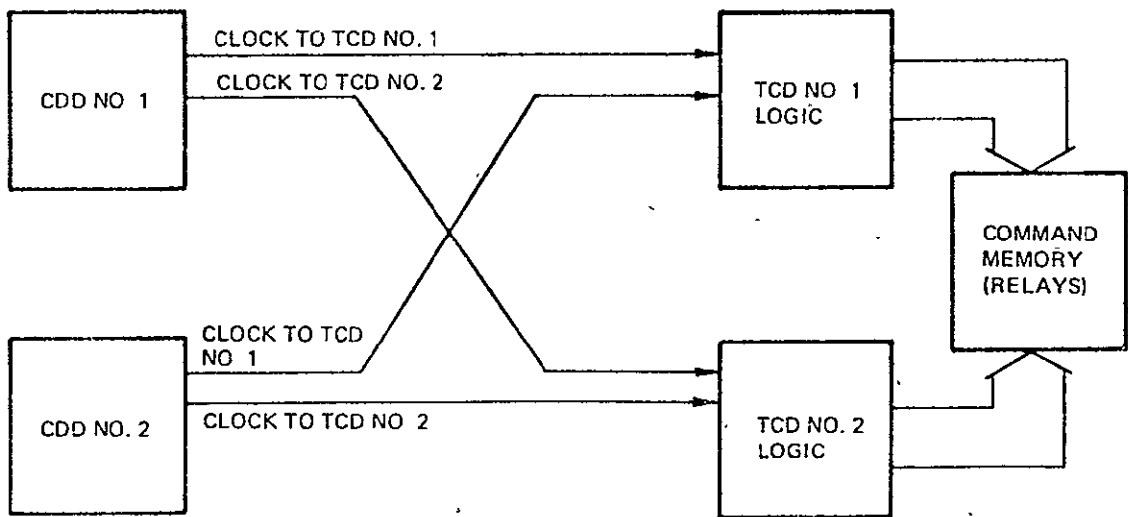 CLOCK TO TCD NO. 1
CLOCK TO TCD NO. 2
CDD NO 1
TCD NO 1
LOGIC
COMMAND
MEMORY
(RELAYS)
CLOCK TO TCD
NO 1
CDD NO. 2
CLOCK TO TCD NO 2
TCD NO. 2
LOGIC